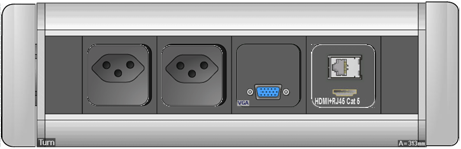 VGA
HDMI+RJ45 Cat 6
Turn
A= 313mm